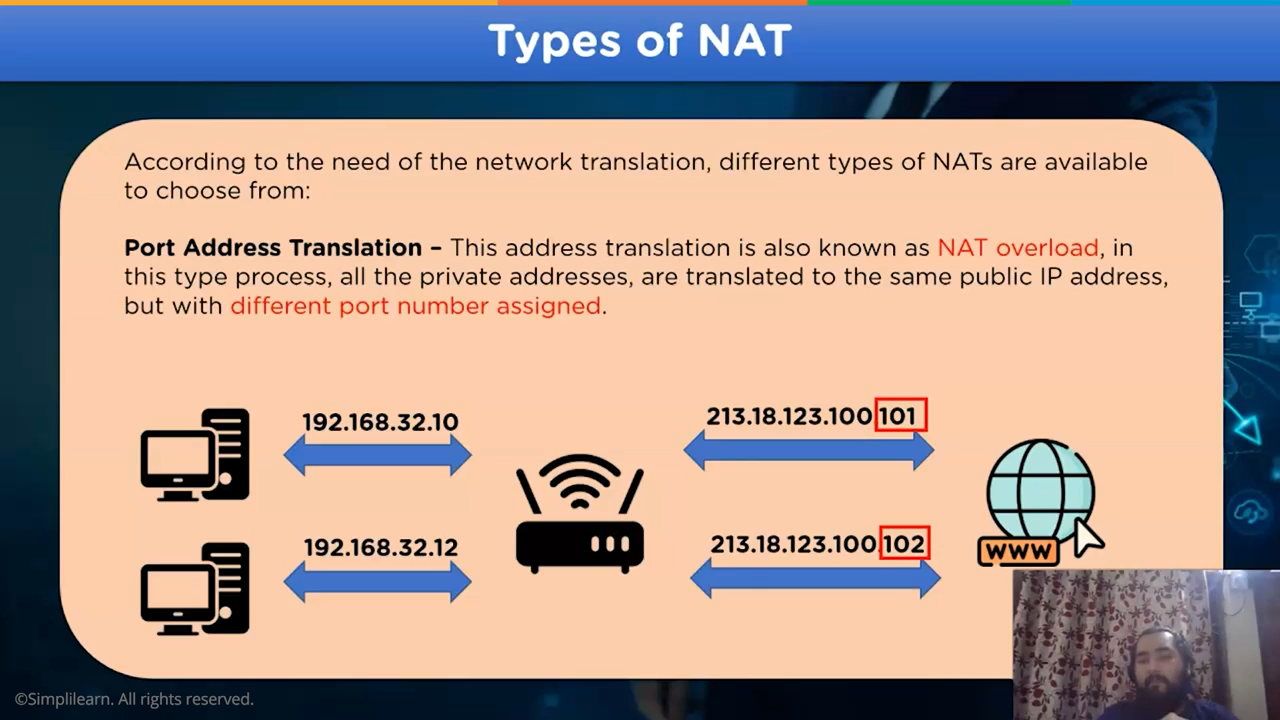 Types of NAT
According to the need of the network translation, different types of NATs are available
to choose from:
Port Address Translation – This address translation is also known as NAT overload, in
this type process, all the private addresses, are translated to the same public IP address,
but with different port number assigned.
192.168.32.10
213.18.123.100 101
192.168.32.12
213.18.123.100 102
WWW
©Simplilearn. All rights reserved.